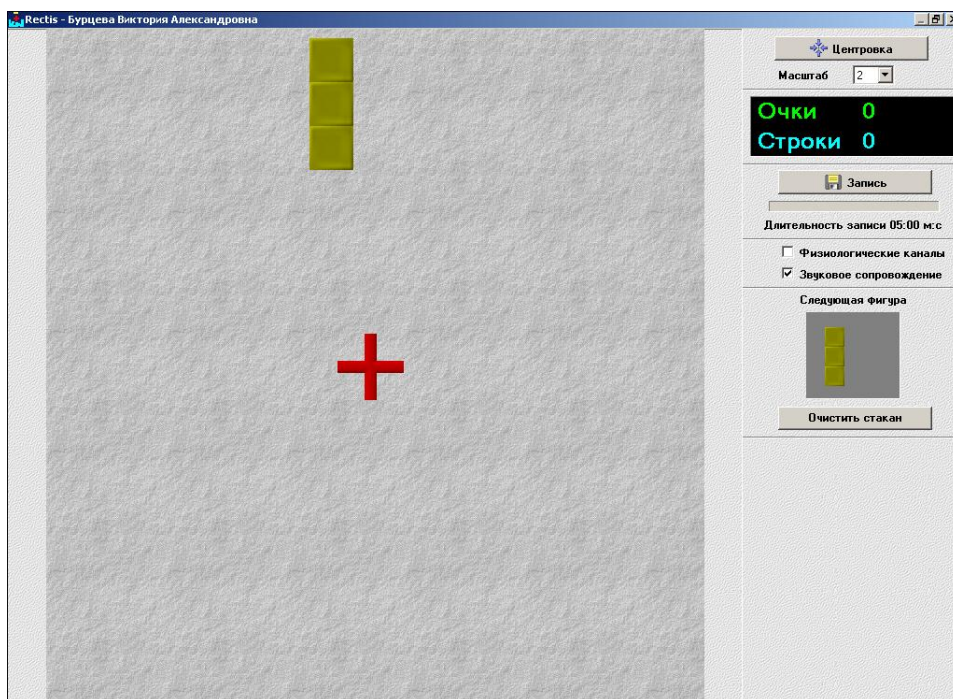 Rectis - Бурцева Виктория Александровна
Центровка
Масштаб 2
Очки 0
Строки 0
Запись
Длительность записи 05:00 м:с
Физиологические каналы
Звуковое сопровождение
Следующая фигура
Очистить стакан